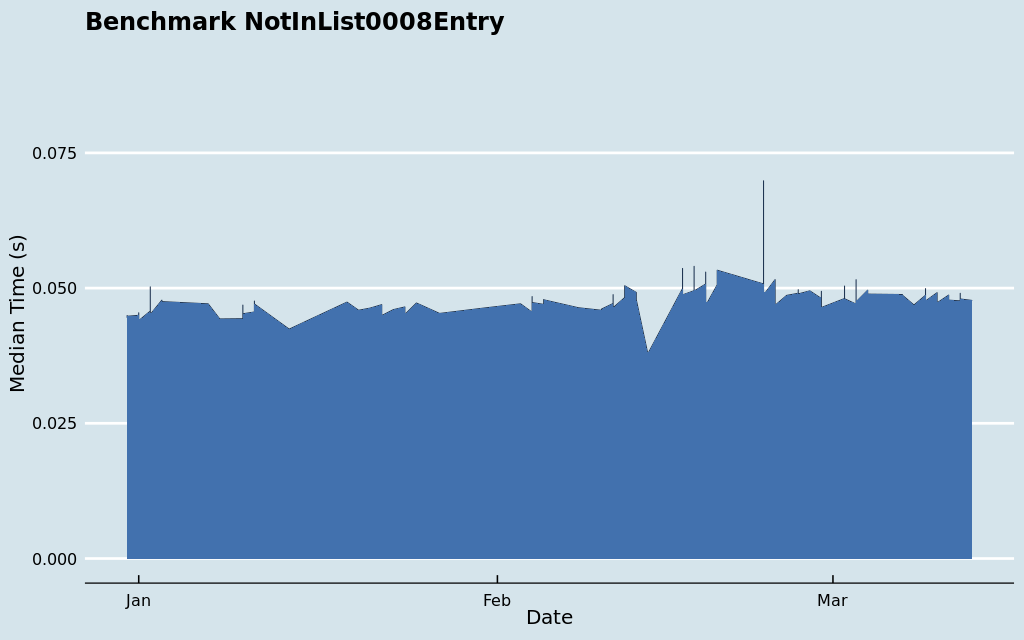 Benchmark NotInList0008Entry
Median Time (s)
0.075
0.050
0.025
0.000
Jan
Feb
Mar
Date